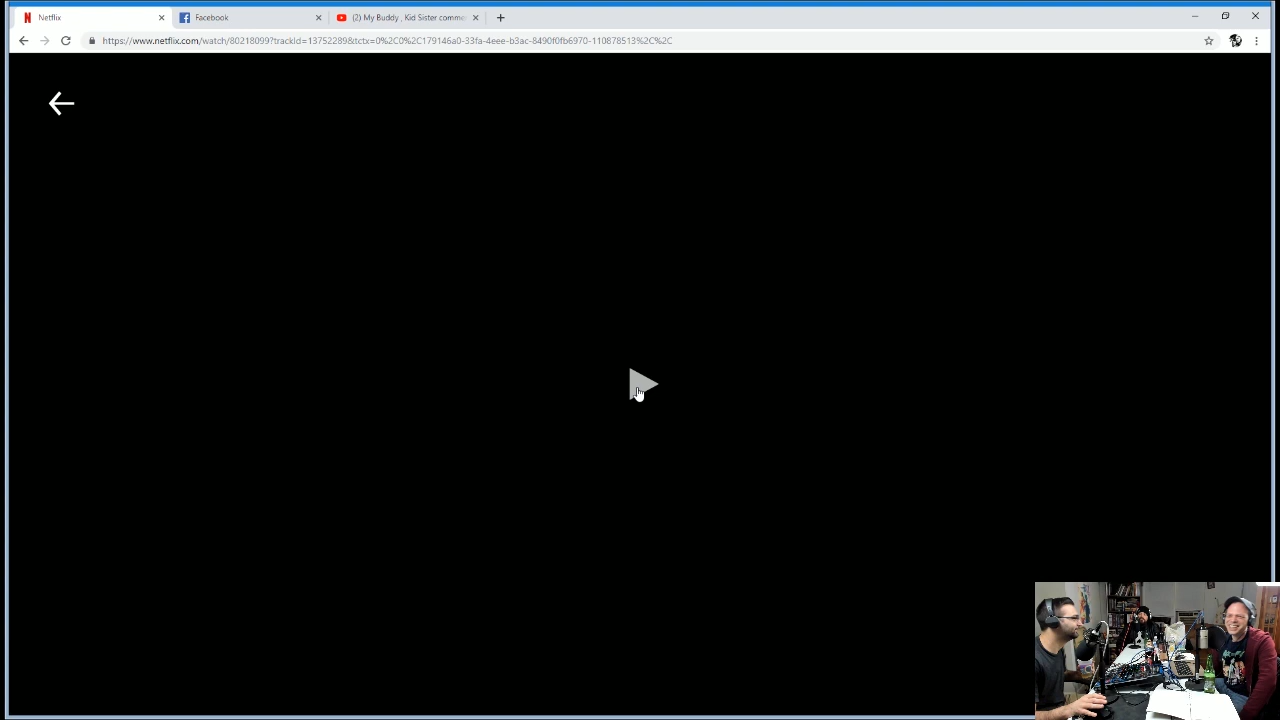 Netflix
Facebook
(2) My Buddy , Kid Sister comme
https://www.netflix.com/watch/80218099?trackId=13752289&tctx=0%2C0%2C179146a0-33fa-4eee-b3ac-8490f0fb6970-110878513%2C%2C